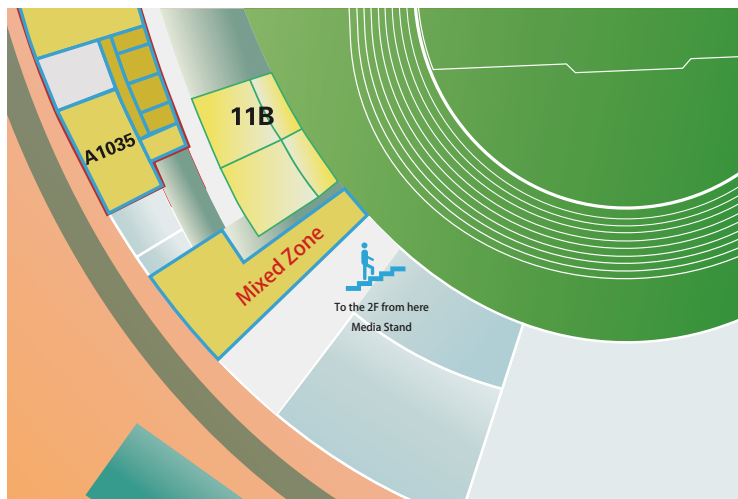 11B
A1035
Mixed Zone
To the 2F from here
Media Stand